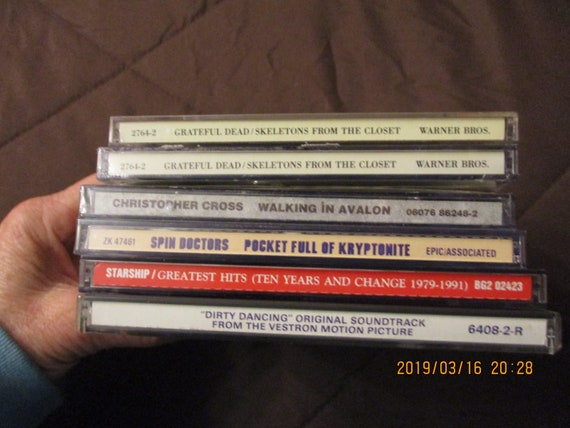 2764-2 GRATEFUL DEAD/SKELETONS FROM THE CLOSET WARNER BROS.
2764-2 GRATEFUL DEAD/SKELETONS FROM THE CLOSET WARNER BROS.
CHRISTOPHER CROSS WALKING iN AVALON 06076 86248-2
ZK 47461 SPIN DOCTORS POCKET FULL OF KRYPTONITE EPIC/ASSOCIATED
STARSHIP/GREATEST HITS (TEN YEARS AND CHANGE 1979-1991) BG2 02423
"DIRTY DANCING" ORIGINAL SOUNDTRACK
FROM THE VESTRON MOTION PICTURE 6408-2-R
2019/03/16 20:28